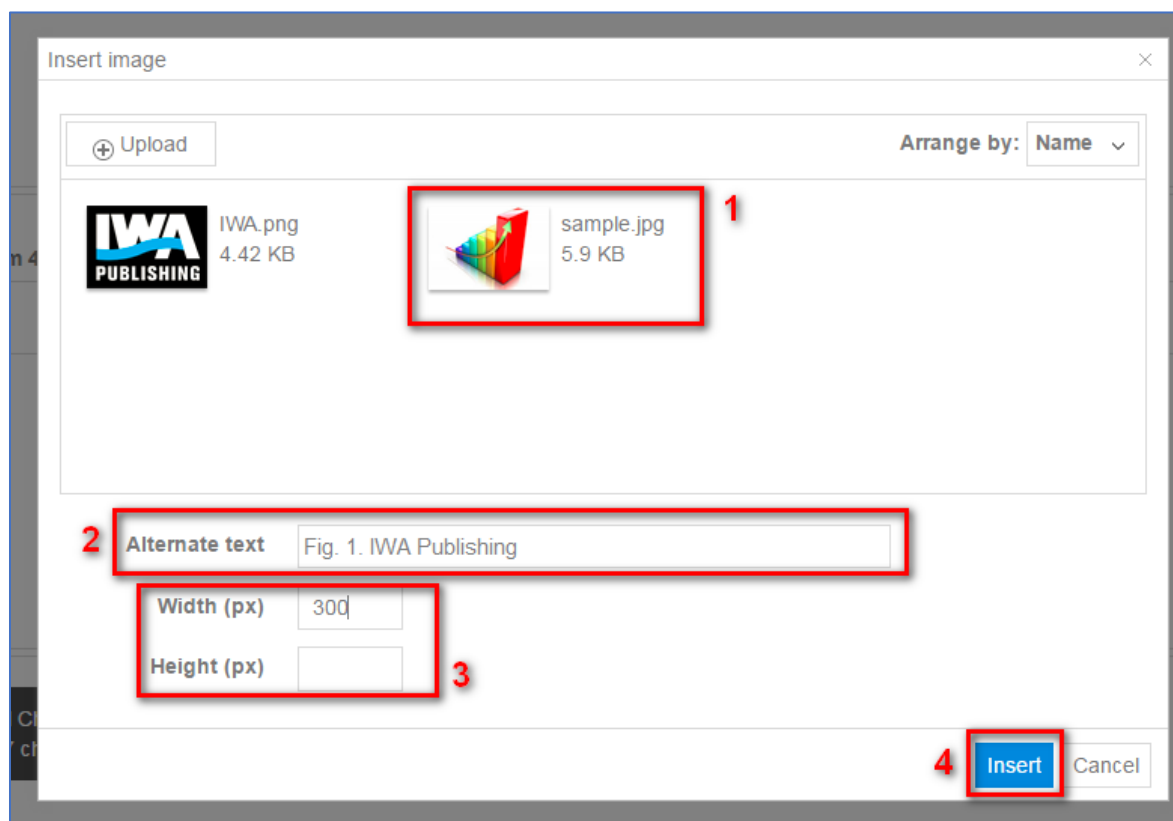 Insert image
Upload
Arrange by: Name
IWA PUBLISHING
IWA.png
4.42 KB
sample.jpg
5.9 KB
1
2
Alternate text Fig. 1. IWA Publishing
Width (px) 300
Height (px)
3
4 Insert Cancel